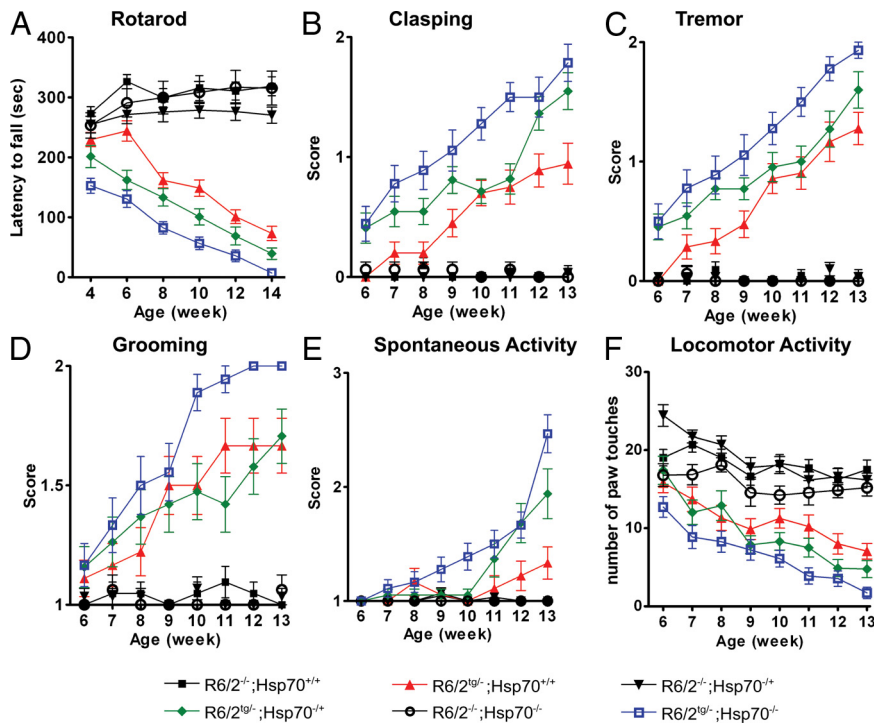 A Rotarod
Latency to fall (sec)
400
300
200
100
0
4 6 8 10 12 14
Age (week)
B Clasping
Score
2
1
0
6 7 8 9 10 11 12 13
Age (week)
C Tremor
Score
2
1
0
6 7 8 9 10 11 12 13
Age (week)
D Grooming
Score
2
1.5
1
6 7 8 9 10 11 12 13
Age (week)
E Spontaneous Activity
Score
3
2
1
6 7 8 9 10 11 12 13
Age (week)
F Locomotor Activity
number of paw touches
30
20
10
0
6 7 8 9 10 11 12 13
Age (week)
R6/2⁻/⁻;Hsp70⁺/⁺ R6/2ᵗᵍ/⁻;Hsp70⁺/⁺ R6/2⁻/⁻;Hsp70⁻/⁺
R6/2ᵗᵍ/⁻;Hsp70⁻/⁺ R6/2⁻/⁻;Hsp70⁻/⁻ R6/2ᵗᵍ/⁻;Hsp70⁻/⁻